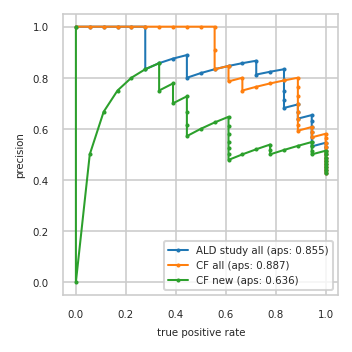 1.0
0.8
0.6
0.4
0.2
0.0
precision
0.0 0.2 0.4 0.6 0.8 1.0
true positive rate
ALD study all (aps: 0.855)
CF all (aps: 0.887)
CF new (aps: 0.636)